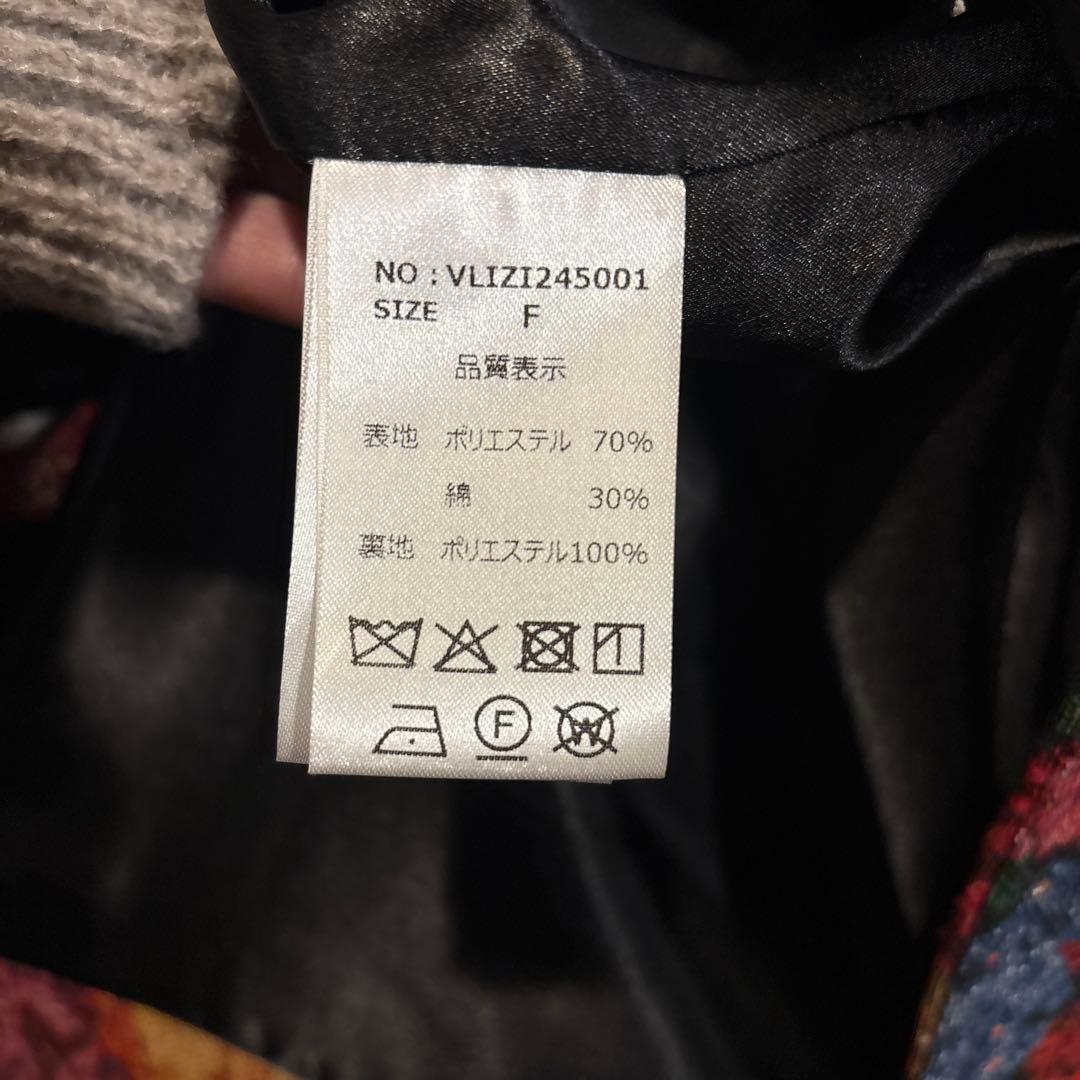 NO : VLIZI245001
SIZE F
品質表示
表地 ポリエステル 70%
綿 30%
裏地 ポリエステル100%
F
W